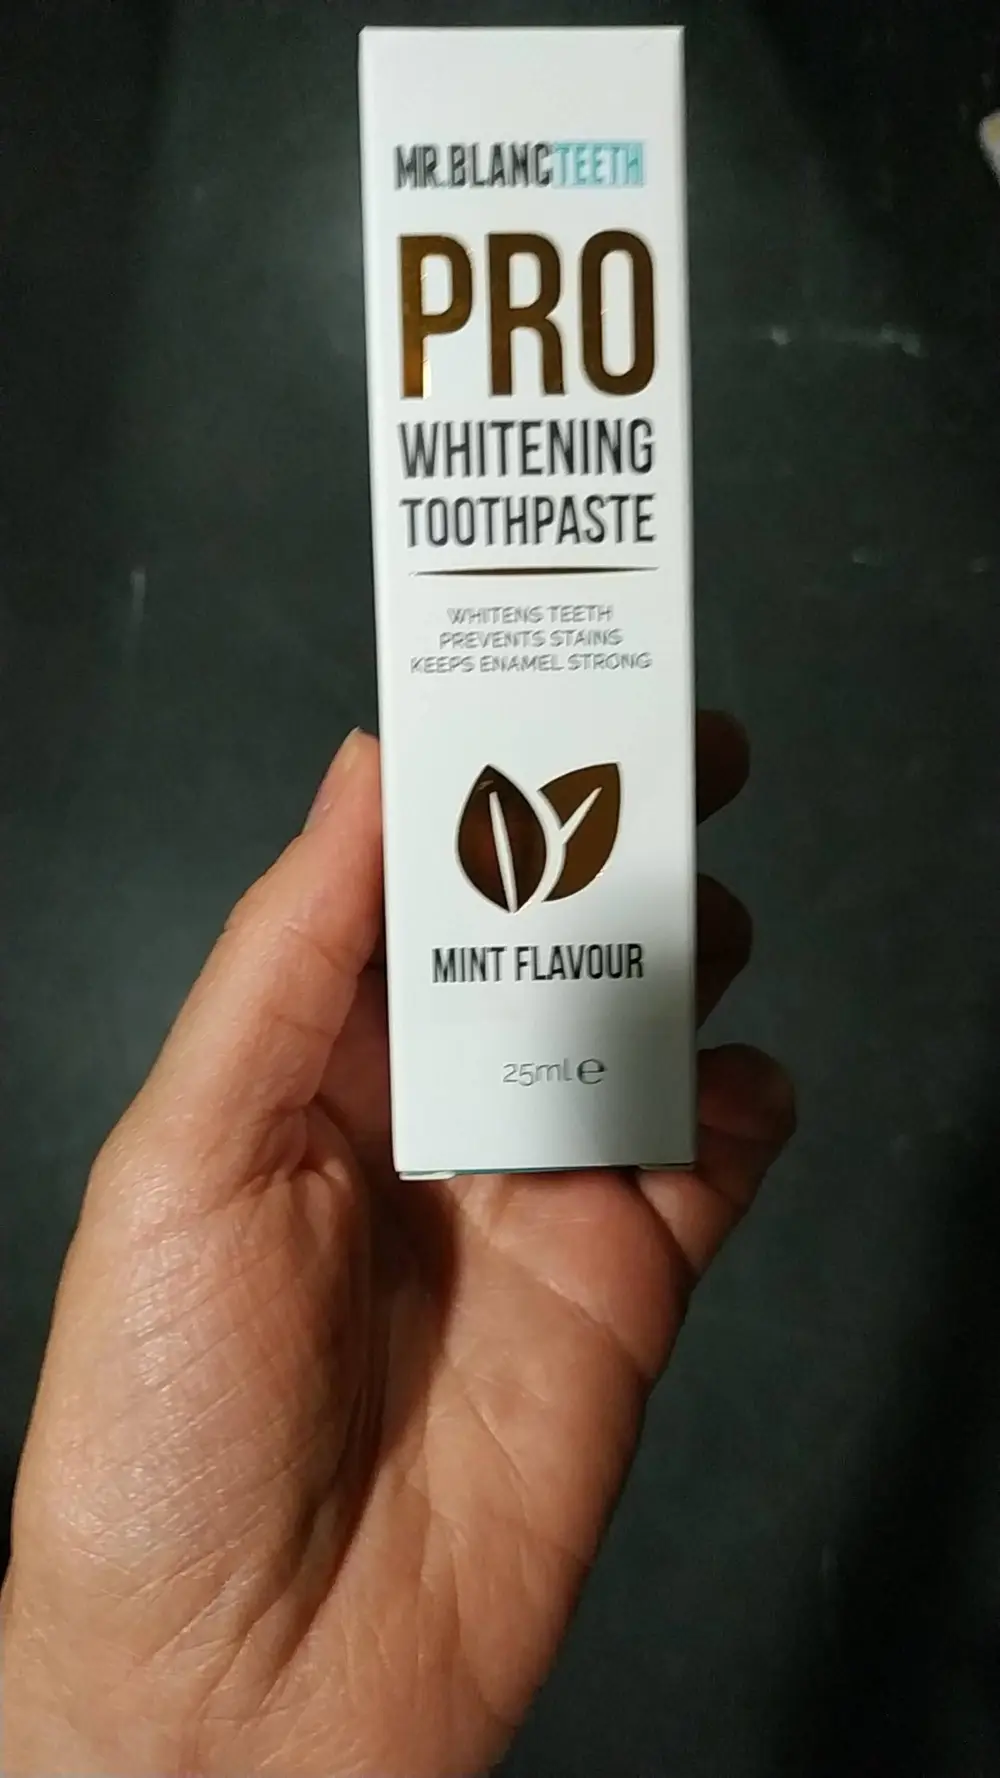 MR.BLANCTEETH
PRO
WHITENING
TOOTHPASTE
WHITENS TEETH
PREVENTS STAINS
KEEPS ENAMEL STRONG
MINT FLAVOUR
25ml℮